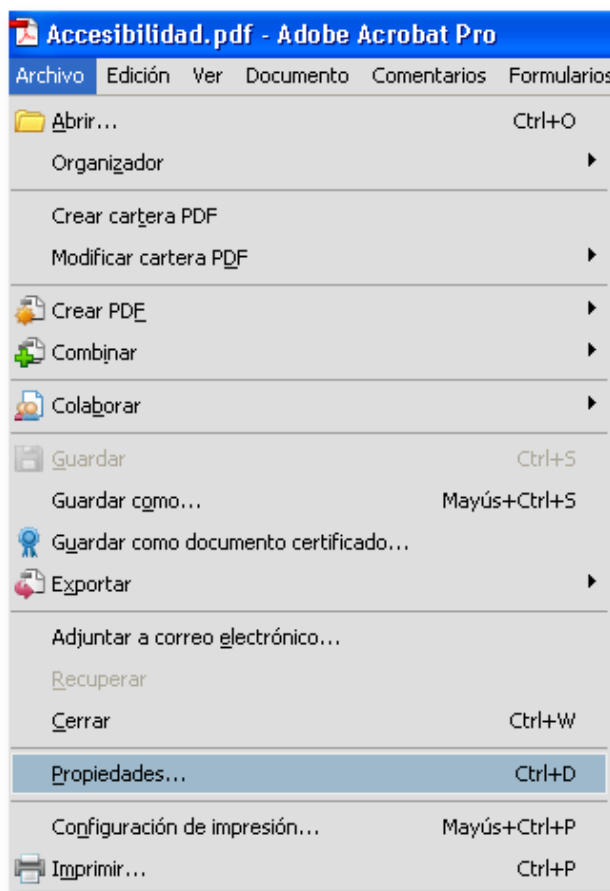 Accesibilidad.pdf - Adobe Acrobat Pro
Archivo Edición Ver Documento Comentarios Formularios
Abrir... Ctrl+O
Organizador
Crear cartera PDF
Modificar cartera PDF
Crear PDF
Combinar
Colaborar
Guardar Ctrl+S
Guardar como... Mayús+Ctrl+S
Guardar como documento certificado...
Exportar
Adjuntar a correo electrónico...
Recuperar
Cerrar Ctrl+W
Propiedades... Ctrl+D
Configuración de impresión... Mayús+Ctrl+P
Imprimir... Ctrl+P